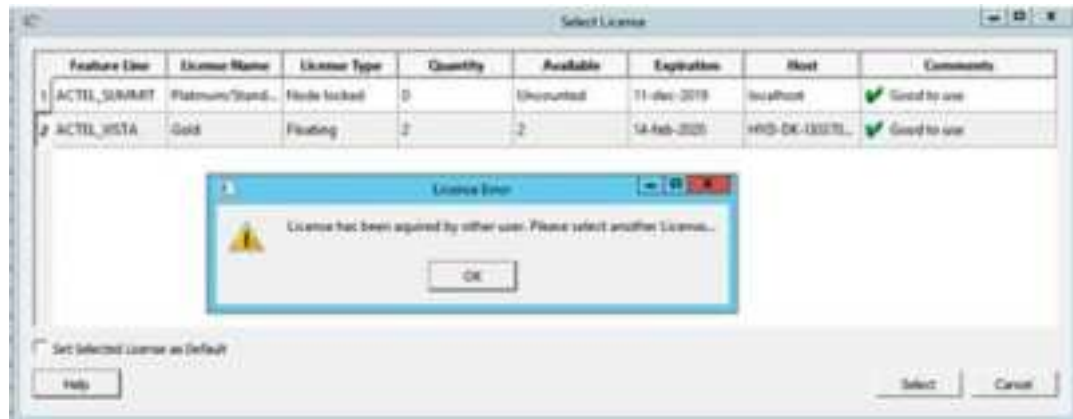 Select License
Feature Line License Name License Type Quantity Available Expiration Host Comments
1 ACTEL_SUMMIT Platinum/Stand... Node locked 0 Uncounted 11-dec-2019 localhost Good to use
2 ACTEL_VISTA Gold Floating 2 2 14-feb-2020 Good to use
License Error
License has been aquired by other user. Please select another License...
OK
Set Selected License as Default
Help Select Cancel